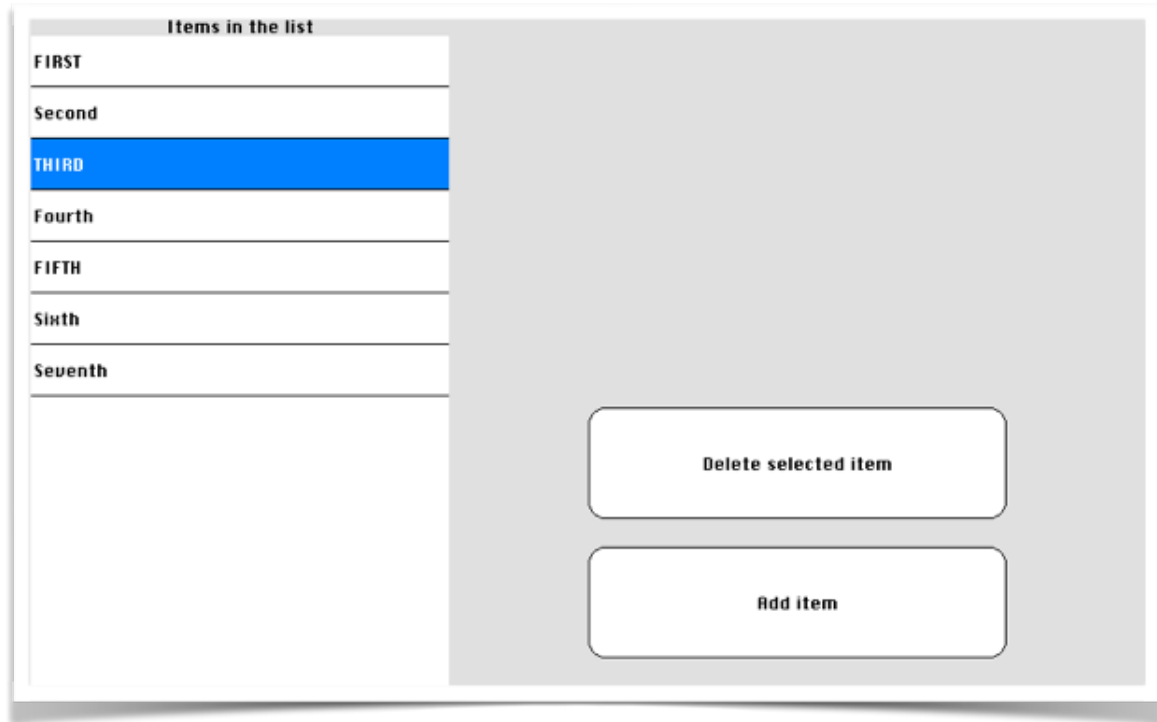 Items in the list
FIRST
Second
THIRD
Fourth
FIFTH
Sixth
Seventh
Delete selected item
Add item